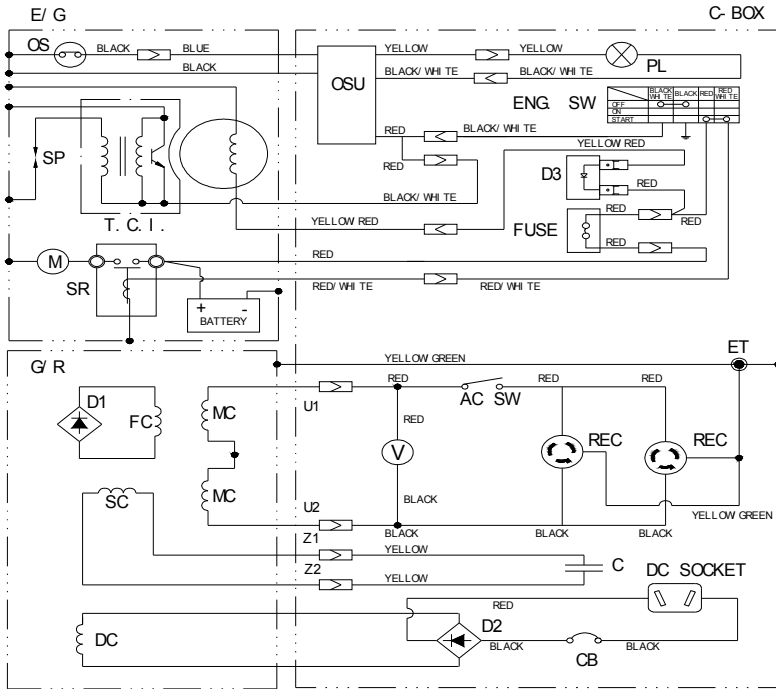 E/ G
C- BOX
OS
BLACK
BLUE
YELLOW
YELLOW
BLACK
OSU
BLACK/ WHI TE
BLACK/ WHI TE
PL
ENG. SW
BLACK WHI TE
BLACK
RED
RED WHI TE
OFF
ON
START
RED
BLACK/ WHI TE
YELLOW RED
SP
RED
D3
RED
BLACK/ WHI TE
T. C. I .
YELLOW RED
FUSE
RED
RED
RED
M
RED
SR
RED/ WHI TE
RED/ WHI TE
+ -
BATTERY
G/ R
YELLOW GREEN
ET
D1
FC
MC
U1
RED
AC SW
RED
RED
RED
V
REC
REC
SC
MC
BLACK
U2
BLACK
BLACK
BLACK
YELLOW GREEN
Z1
YELLOW
Z2
YELLOW
C
DC SOCKET
RED
DC
D2
BLACK
CB
BLACK